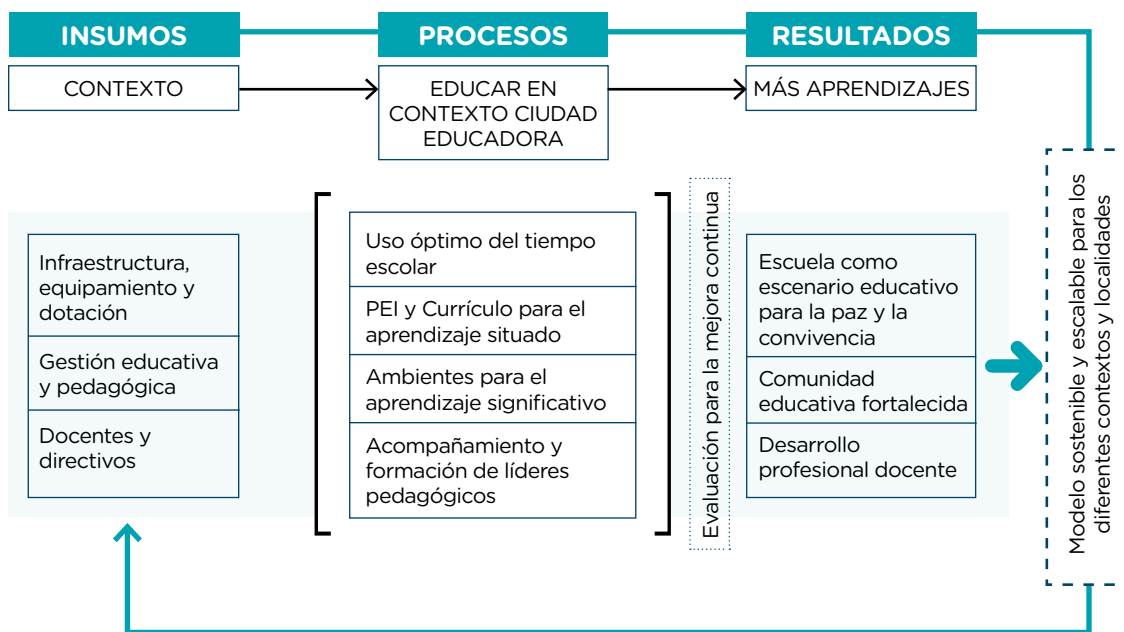 INSUMOS
PROCESOS
RESULTADOS
CONTEXTO
EDUCAR EN
CONTEXTO CIUDAD
EDUCADORA
MÁS APRENDIZAJES
Infraestructura,
equipamiento y
dotación
Gestión educativa
y pedagógica
Docentes y
directivos
Uso óptimo del tiempo
escolar
PEI y Currículo para el
aprendizaje situado
Ambientes para el
aprendizaje significativo
Acompañamiento y
formación de líderes
pedagógicos
Evaluación para la mejora continua
Escuela como
escenario educativo
para la paz y la
convivencia
Comunidad
educativa fortalecida
Desarrollo
profesional docente
Modelo sostenible y escalable para los
diferentes contextos y localidades